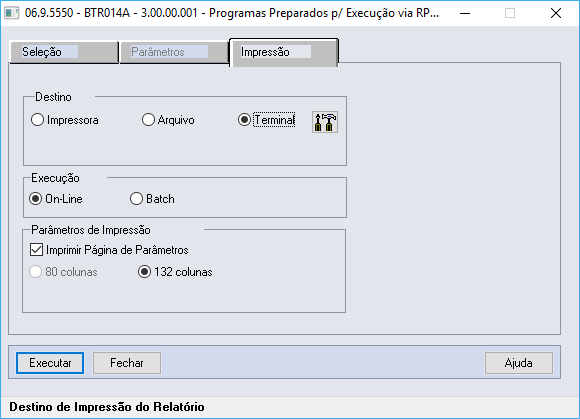 06.9.5550 - BTR014A - 3.00.00.001 - Programas Preparados p/ Execução via RP...
Seleção Parâmetros Impressão
Destino
Impressora Arquivo Terminal
Execução
On-Line Batch
Parâmetros de Impressão
Imprimir Página de Parâmetros
80 colunas 132 colunas
Executar Fechar Ajuda
Destino de Impressão do Relatório